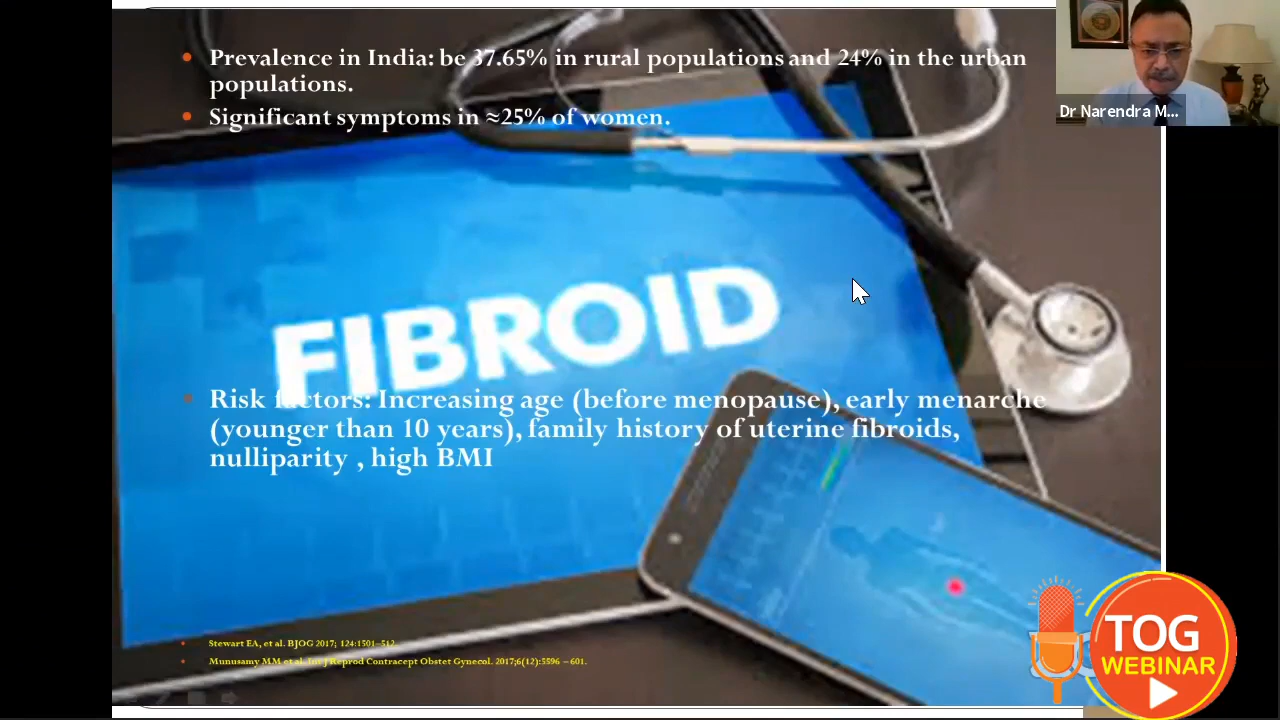 Prevalence in India: be 37.65% in rural populations and 24% in the urban
populations.
Significant symptoms in ≈25% of women.
Dr Narendra M...
FIBROID
Risk factors: Increasing age (before menopause), early menarche
(younger than 10 years), family history of uterine fibroids,
nulliparity , high BMI
Stewart EA, et al. BJOG 2017; 124:1501–512.
Munusamy MM et al. Int J Reprod Contracept Obstet Gynecol. 2017;6(12):5596 – 601.
TOG
WEBINAR